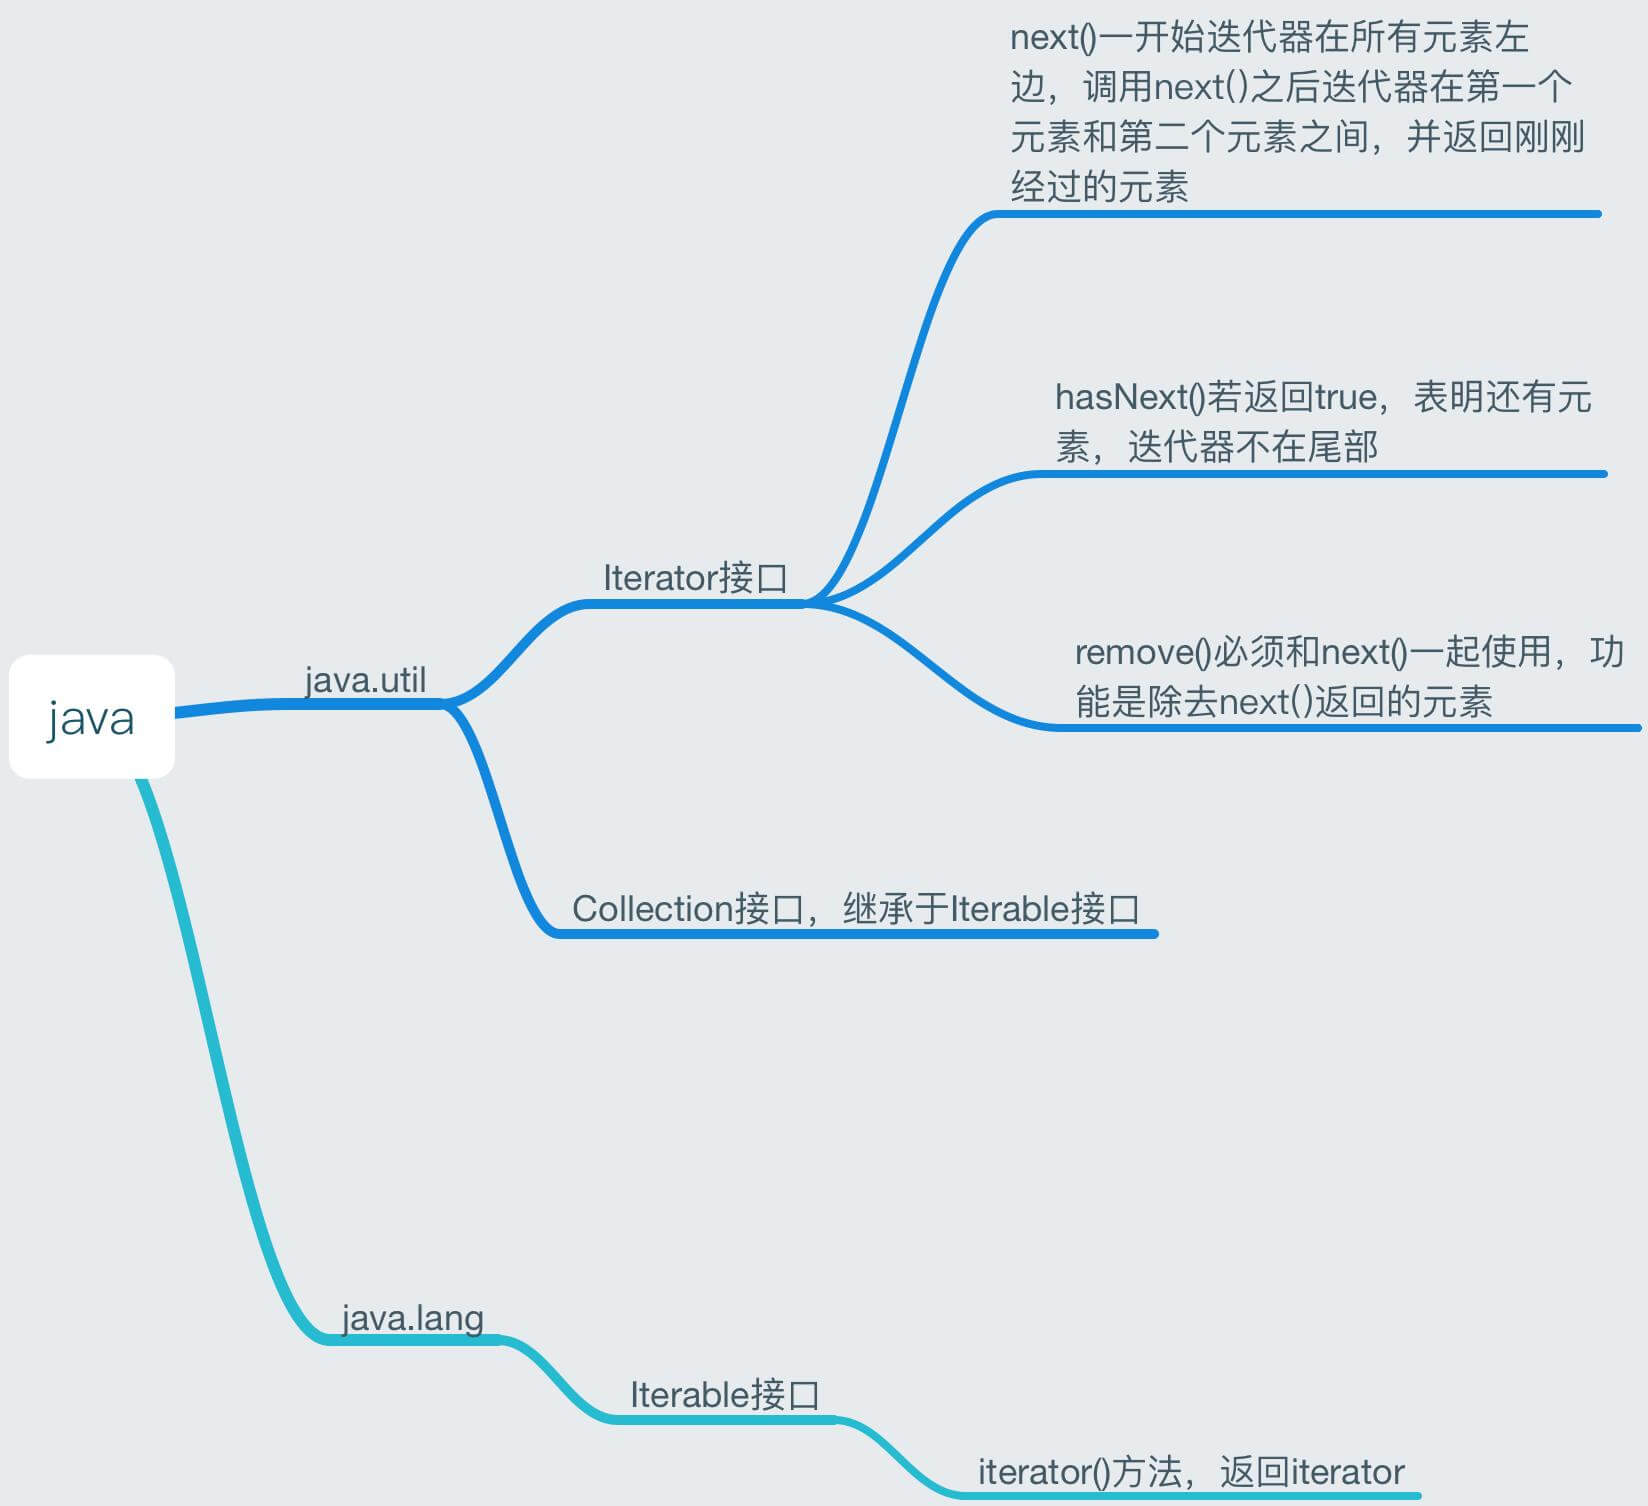 next()一开始迭代器在所有元素左
边，调用next()之后迭代器在第一个
元素和第二个元素之间，并返回刚刚
经过的元素
hasNext()若返回true，表明还有元
素，迭代器不在尾部
Iterator接口
remove()必须和next()一起使用，功
能是除去next()返回的元素
java.util
java
Collection接口，继承于Iterable接口
java.lang
Iterable接口
iterator()方法，返回iterator